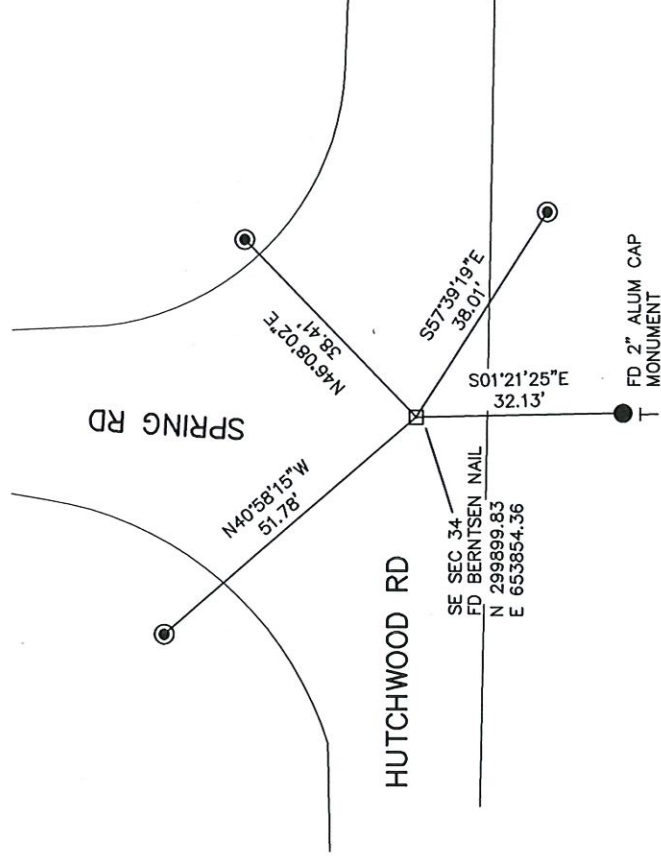 SPRING RD
N46°08'02"E
38.41'
N40°58'15"W
51.78'
S57°39'19"E
38.01'
S01°21'25"E
32.13'
HUTCHWOOD RD
SE SEC 34
FD BERNTSEN NAIL
N 299899.83
E 653854.36
FD 2" ALUM CAP
MONUMENT